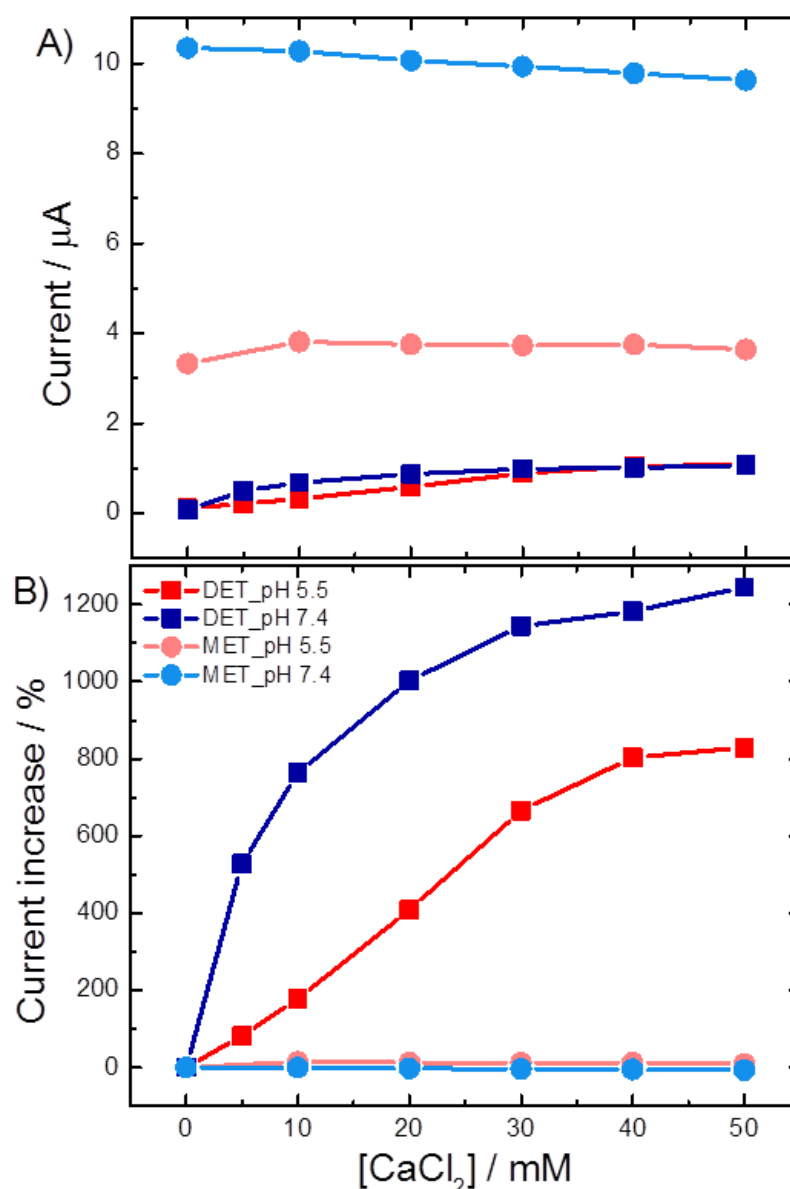 A)
10
8
6
4
2
0
Current / μA
B)
DET_pH 5.5
DET_pH 7.4
MET_pH 5.5
MET_pH 7.4
1200
1000
800
600
400
200
0
Current increase / %
0 10 20 30 40 50
[CaCl₂] / mM